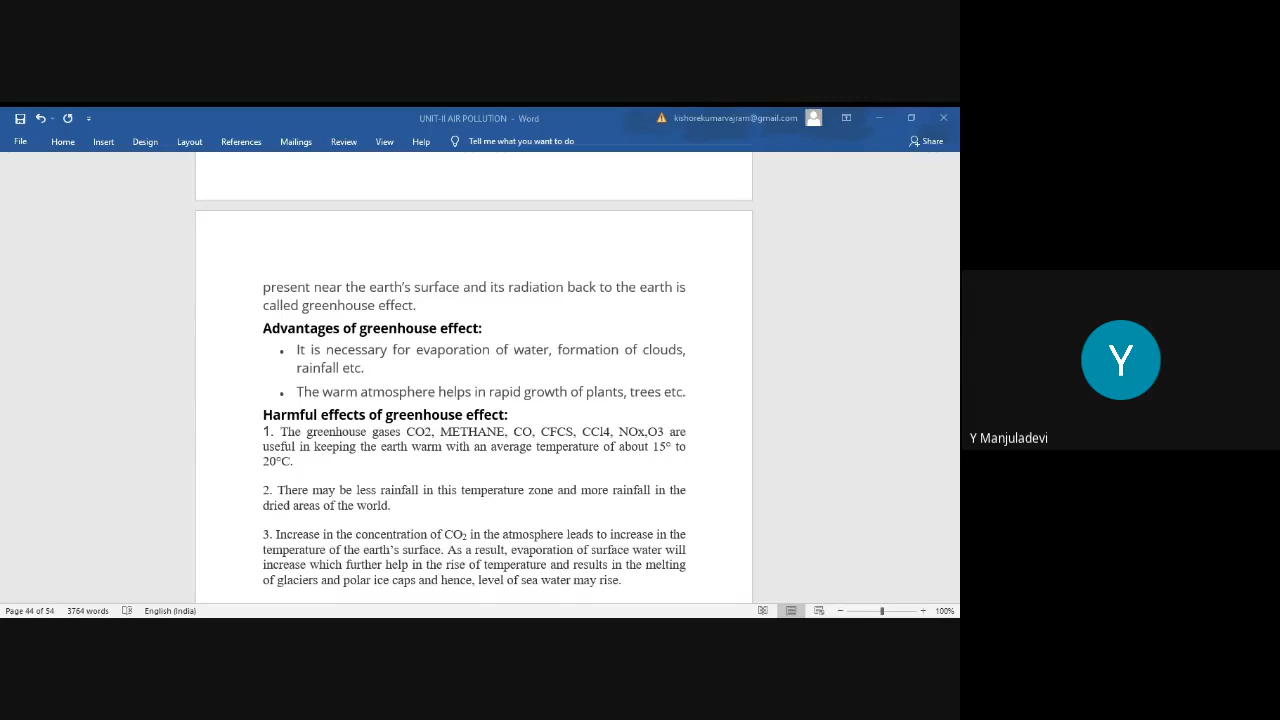 UNIT-II AIR POLLUTION - Word
kishorekumarvajram@gmail.com
File Home Insert Design Layout References Mailings Review View Help Tell me what you want to do Share
present near the earth's surface and its radiation back to the earth is
called greenhouse effect.
Advantages of greenhouse effect:
• It is necessary for evaporation of water, formation of clouds,
rainfall etc.
• The warm atmosphere helps in rapid growth of plants, trees etc.
Harmful effects of greenhouse effect:
1. The greenhouse gases CO2, METHANE, CO, CFCS, CCl4, NOx,O3 are
useful in keeping the earth warm with an average temperature of about 15° to
20°C.
2. There may be less rainfall in this temperature zone and more rainfall in the
dried areas of the world.
3. Increase in the concentration of CO₂ in the atmosphere leads to increase in the
temperature of the earth's surface. As a result, evaporation of surface water will
increase which further help in the rise of temperature and results in the melting
of glaciers and polar ice caps and hence, level of sea water may rise.
Page 44 of 54 3764 words English (India) 100%
Y
Y Manjuladevi